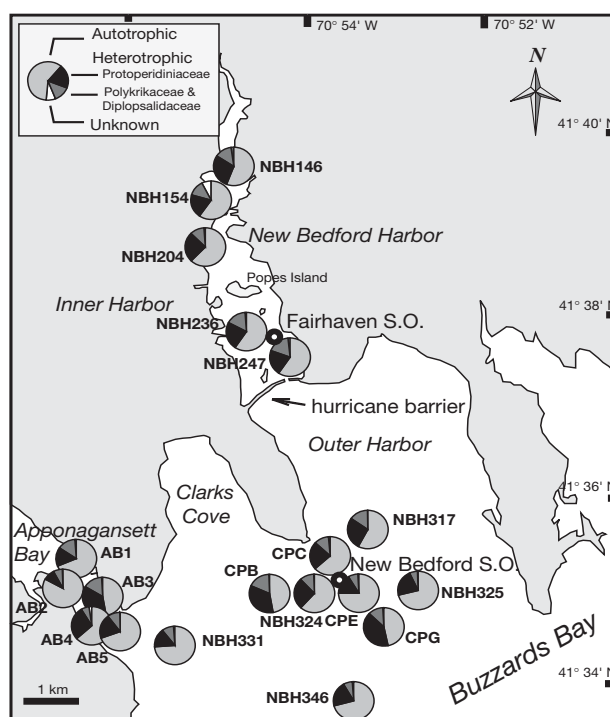 70° 54' W
70° 52' W
Autotrophic
Heterotrophic
Protoperidiniaceae
Polykrikaceae &
Diplopsalidaceae
Unknown
N
41° 40' N
NBH146
NBH154
New Bedford Harbor
NBH204
Popes Island
Inner Harbor
41° 38' N
NBH236
Fairhaven S.O.
NBH247
hurricane barrier
Outer Harbor
Clarks
Cove
41° 36' N
Apponagansett
Bay
NBH317
AB1
CPC
New Bedford S.O.
CPB
AB3
NBH325
AB2
NBH324
CPE
CPG
AB4
NBH331
AB5
Buzzards Bay
41° 34' N
1 km
NBH346